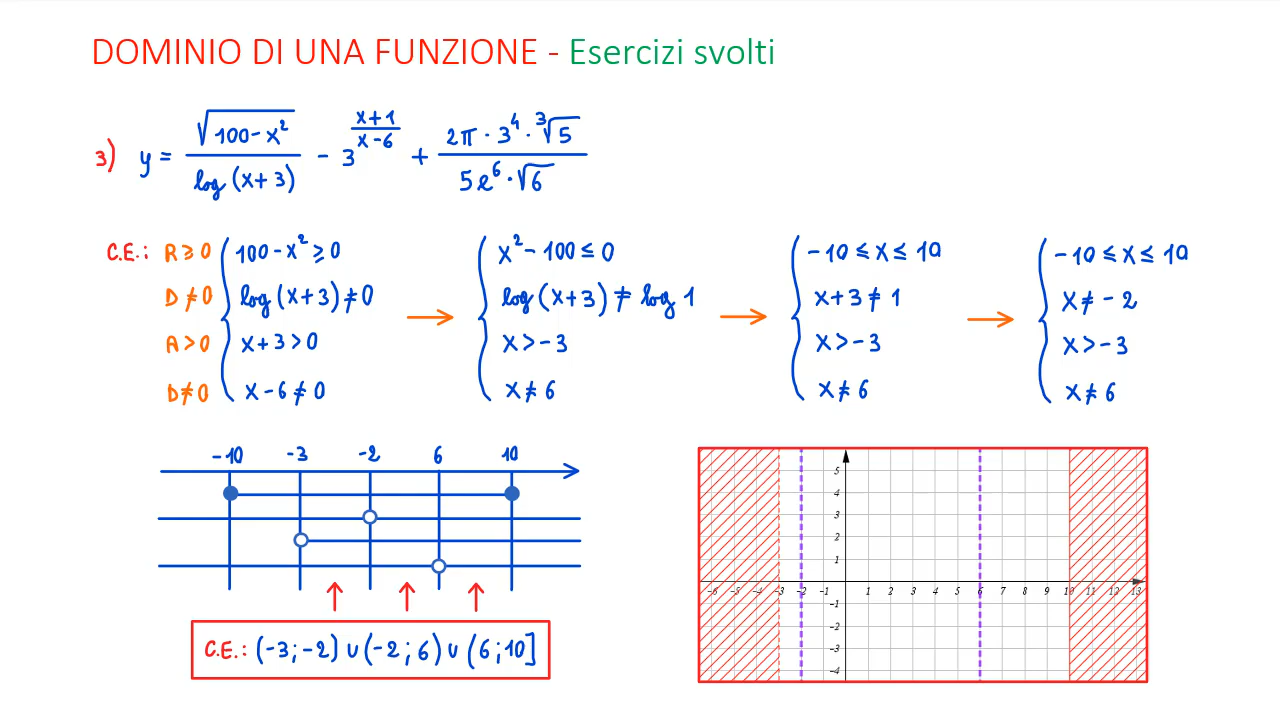 DOMINIO DI UNA FUNZIONE - Esercizi svolti
3) y = √(100-x²) / log(x+3) - 3^((x+1)/(x-6)) + (2π · 3⁴ · ³√5) / (5e⁶ · √6)
C.E.: R ≥ 0 { 100-x² ≥ 0 → { x² - 100 ≤ 0 → { -10 ≤ x ≤ 10 → { -10 ≤ x ≤ 10
D ≠ 0 log(x+3) ≠ 0 log(x+3) ≠ log 1 x+3 ≠ 1 x ≠ -2
A > 0 x+3 > 0 x > -3 x > -3 x > -3
D ≠ 0 x-6 ≠ 0 x ≠ 6 x ≠ 6 x ≠ 6
-10 -3 -2 6 10
C.E.: (-3;-2) ∪ (-2;6) ∪ (6;10]
5
4
3
2
1
-6 -5 -4 -3 -2 -1 1 2 3 4 5 6 7 8 9 10 11 12 13
-1
-2
-3
-4